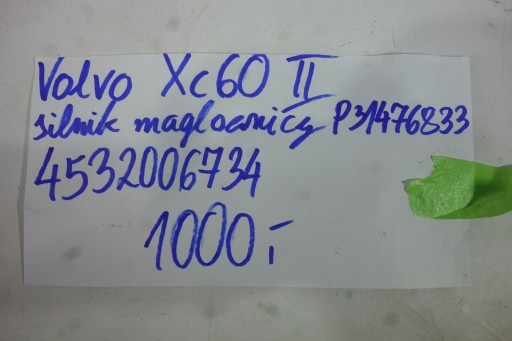 Volvo Xc60 II
silnik maglownicy P31476833
4532006734
1000,-